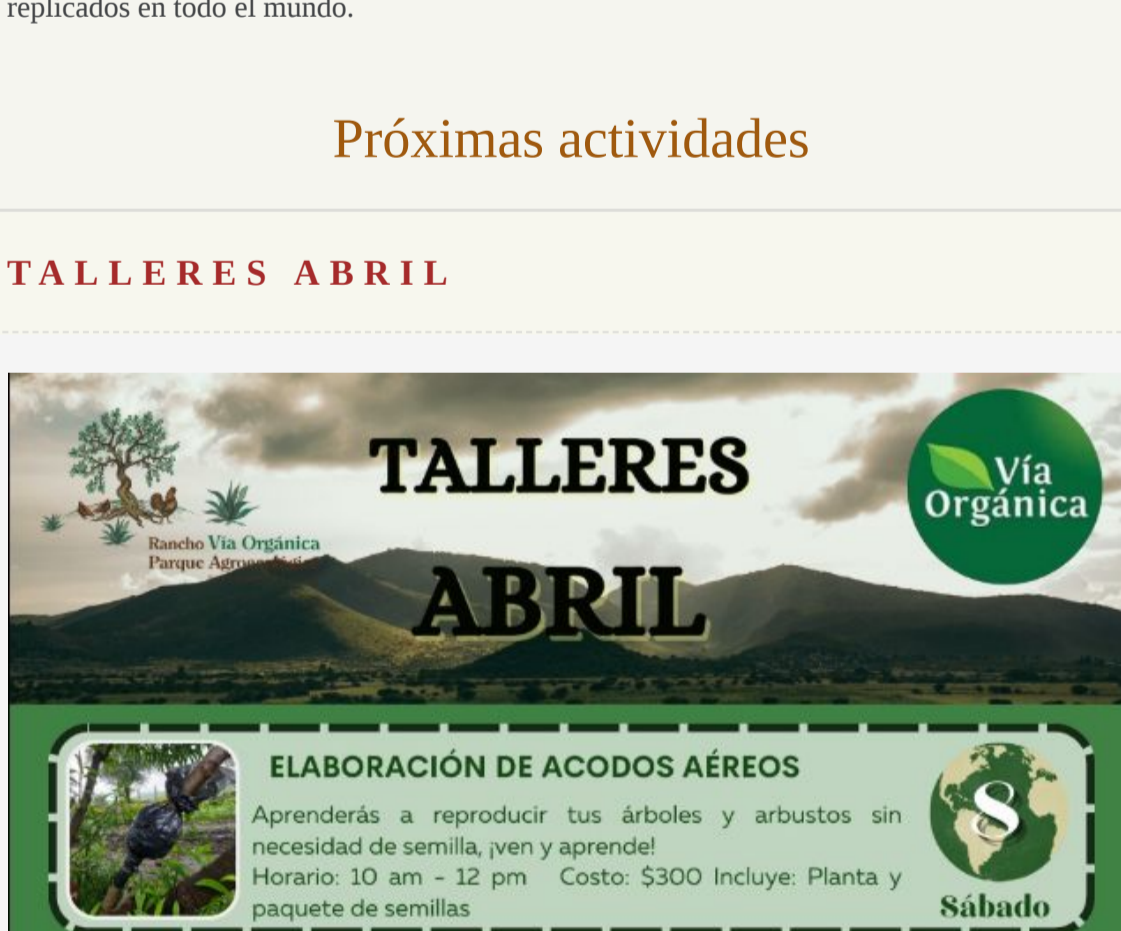 replicados en todo el mundo.
Próximas actividades
TALLERES ABRIL
TALLERES
ABRIL
Rancho Vía Orgánica
Parque
Vía
Orgánica
ELABORACIÓN DE ACODOS AÉREOS
Aprenderás a reproducir tus árboles y arbustos sin
necesidad de semilla, ¡ven y aprende!
Horario: 10 am - 12 pm Costo: $300 Incluye: Planta y
paquete de semillas
8
Sábado